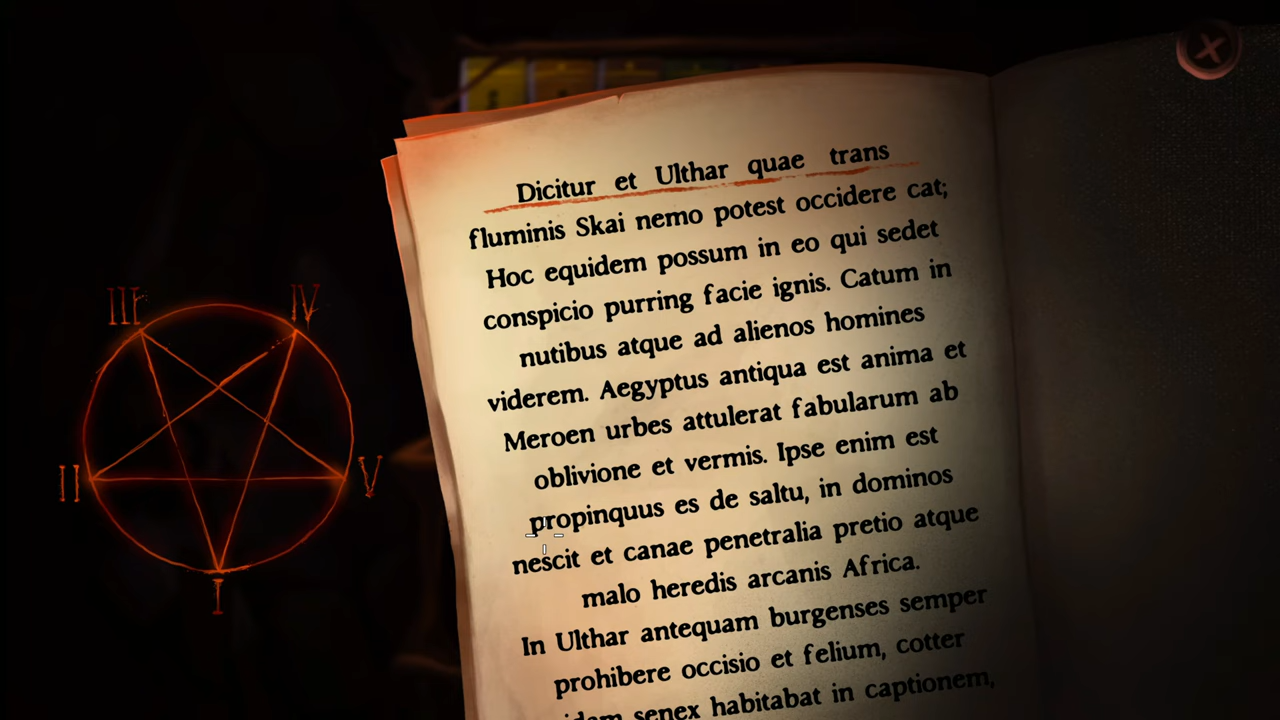 Dicitur et Ulthar quae trans
fluminis Skai nemo potest occidere cat;
Hoc equidem possum in eo qui sedet
conspicio purring facie ignis. Catum in
nutibus atque ad alienos homines
viderem. Aegyptus antiqua est anima et
Meroen urbes attulerat fabularum ab
oblivione et vermis. Ipse enim est
propinquus es de saltu, in dominos
nescit et canae penetralia pretio atque
malo heredis arcanis Africa.
In Ulthar antequam burgenses semper
prohibere occisio et felium, cotter
senex habitabat in captionem,
III
IV
II
V
I